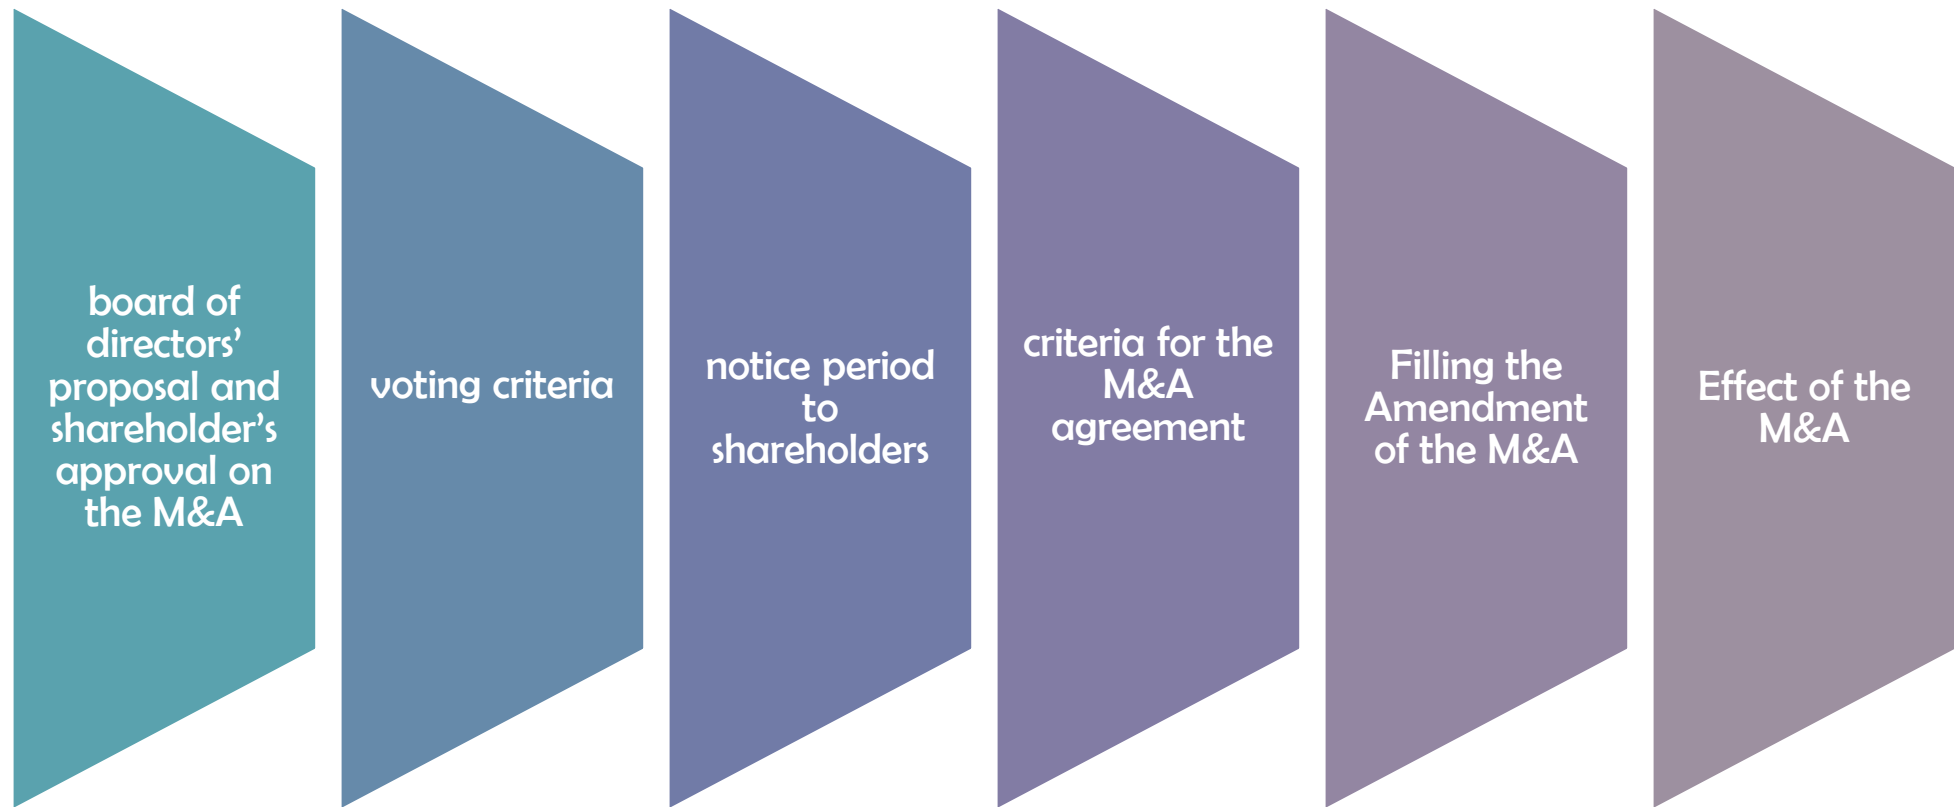 board of
directors’
proposal and
shareholder’s
approval on
the M&A
voting criteria
notice period
to
shareholders
criteria for the
M&A
agreement
Filling the
Amendment
of the M&A
Effect of the
M&A